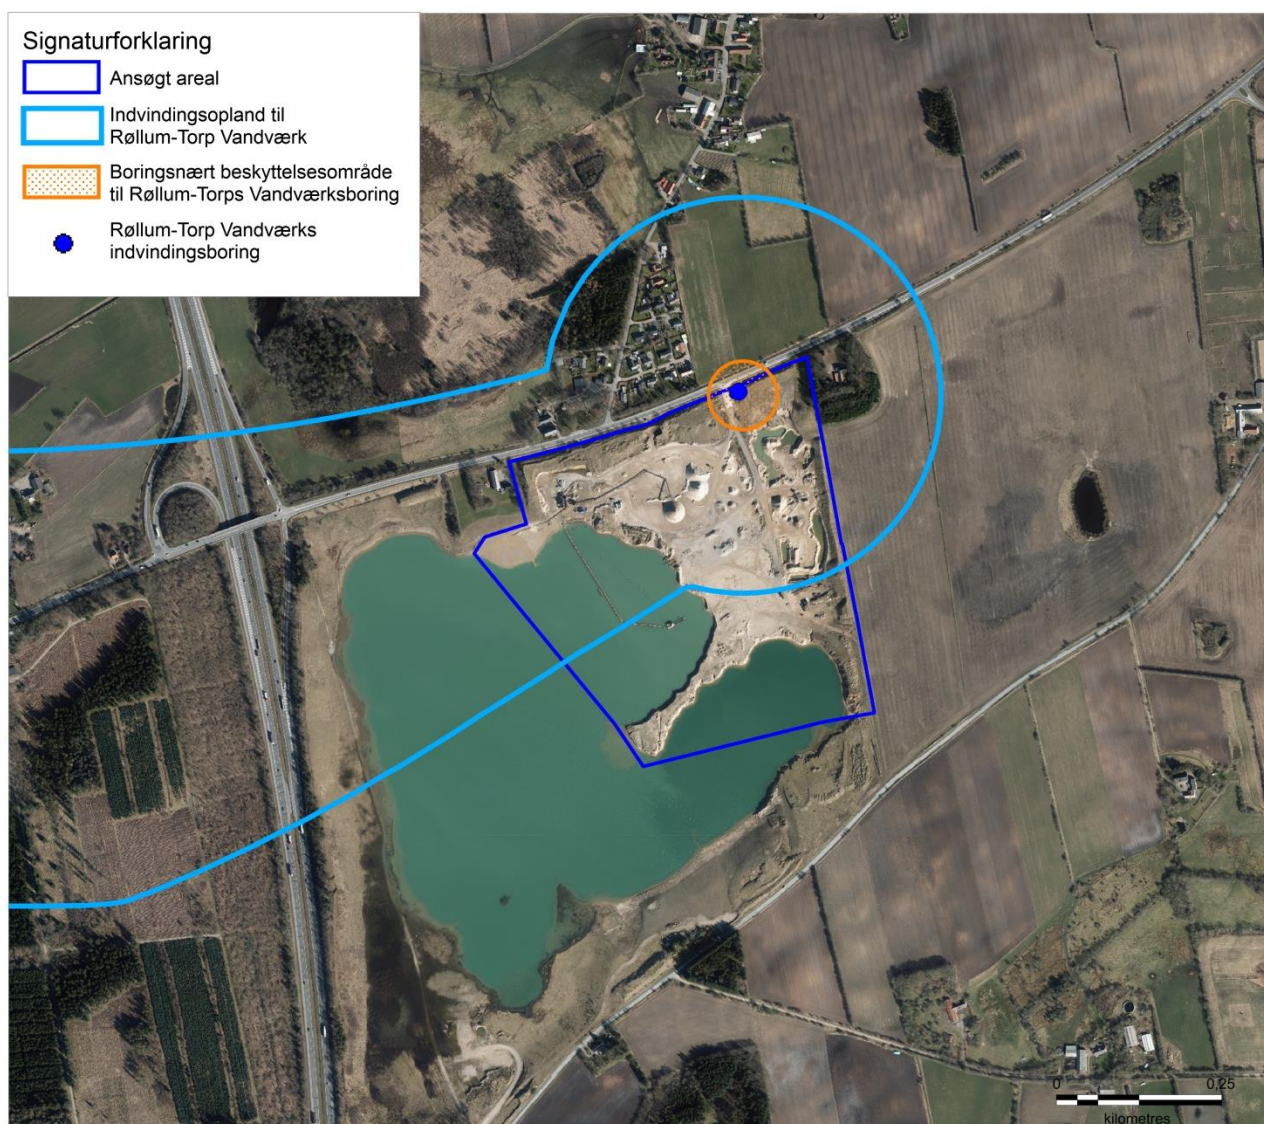 Signaturforklaring
Ansøgt areal
Indvindingsopland til
Røllum-Torp Vandværk
Boringsnært beskyttelsesområde
til Røllum-Torps Vandværksboring
Røllum-Torp Vandværks
indvindingsboring
0 0,25
kilometres